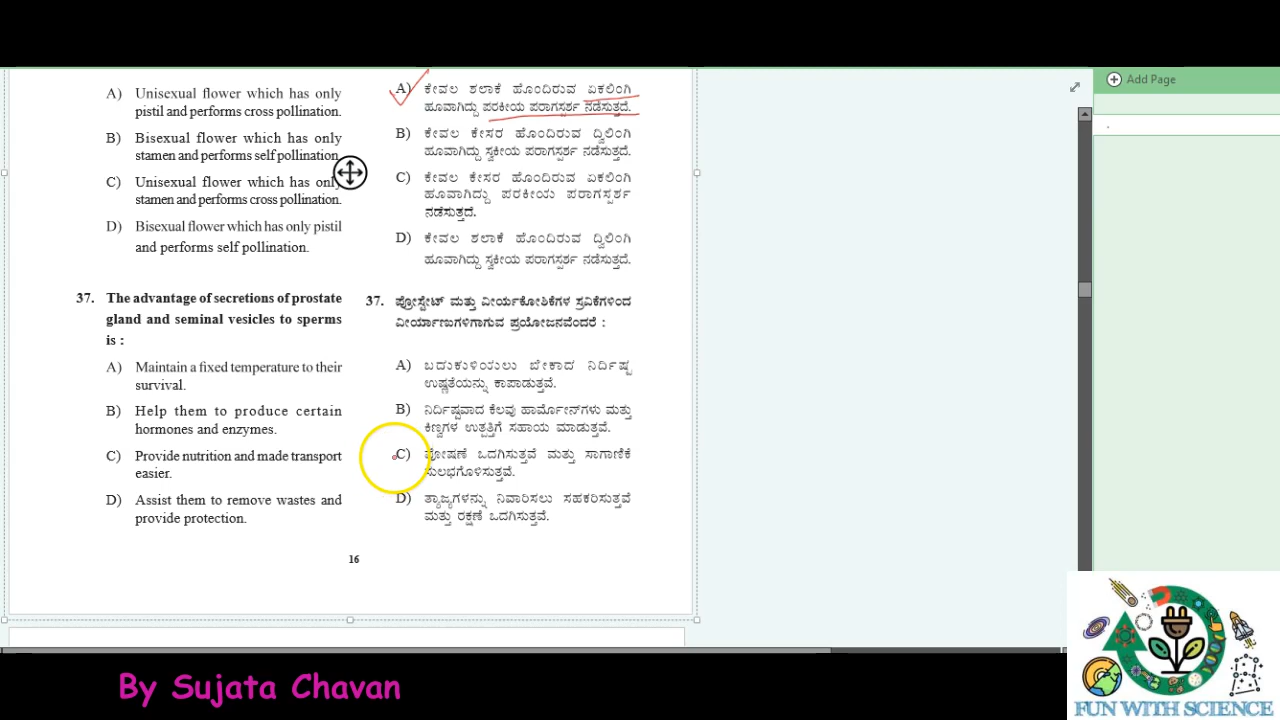 Add Page
A) Unisexual flower which has only
pistil and performs cross pollination.
B) Bisexual flower which has only
stamen and performs self pollination.
C) Unisexual flower which has only
stamen and performs cross pollination.
D) Bisexual flower which has only pistil
and performs self pollination.
37. The advantage of secretions of prostate
gland and seminal vesicles to sperms
is :
A) Maintain a fixed temperature to their
survival.
B) Help them to produce certain
hormones and enzymes.
C) Provide nutrition and made transport
easier.
D) Assist them to remove wastes and
provide protection.
A) ಕೇವಲ ಶಲಾಕೆ ಹೊಂದಿರುವ ಏಕಲಿಂಗಿ
ಹೂವಾಗಿದ್ದು ಪರಕೀಯ ಪರಾಗಸ್ಪರ್ಶ ನಡೆಸುತ್ತದೆ.
B) ಕೇವಲ ಕೇಸರ ಹೊಂದಿರುವ ದ್ವಿಲಿಂಗಿ
ಹೂವಾಗಿದ್ದು ಸ್ವಕೀಯ ಪರಾಗಸ್ಪರ್ಶ ನಡೆಸುತ್ತದೆ.
C) ಕೇವಲ ಕೇಸರ ಹೊಂದಿರುವ ಏಕಲಿಂಗಿ
ಹೂವಾಗಿದ್ದು ಪರಕೀಯ ಪರಾಗಸ್ಪರ್ಶ
ನಡೆಸುತ್ತದೆ.
D) ಕೇವಲ ಶಲಾಕೆ ಹೊಂದಿರುವ ದ್ವಿಲಿಂಗಿ
ಹೂವಾಗಿದ್ದು ಸ್ವಕೀಯ ಪರಾಗಸ್ಪರ್ಶ ನಡೆಸುತ್ತದೆ.
37. ಪ್ರೋಸ್ಟೇಟ್ ಮತ್ತು ವೀರ್ಯಕೋಶಿಕೆಗಳ ಸ್ರವಿಕೆಗಳಿಂದ
ವೀರ್ಯಾಣುಗಳಿಗಾಗುವ ಪ್ರಯೋಜನವೆಂದರೆ :
A) ಬದುಕುಳಿಯಲು ಬೇಕಾದ ನಿರ್ದಿಷ್ಟ
ಉಷ್ಣತೆಯನ್ನು ಕಾಪಾಡುತ್ತವೆ.
B) ನಿರ್ದಿಷ್ಟವಾದ ಕೆಲವು ಹಾರ್ಮೋನ್‌ಗಳು ಮತ್ತು
ಕಿಣ್ವಗಳ ಉತ್ಪತ್ತಿಗೆ ಸಹಾಯ ಮಾಡುತ್ತವೆ.
C) ಪೋಷಣೆ ಒದಗಿಸುತ್ತವೆ ಮತ್ತು ಸಾಗಾಣಿಕೆ
ಸುಲಭಗೊಳಿಸುತ್ತವೆ.
D) ತ್ಯಾಜ್ಯಗಳನ್ನು ನಿವಾರಿಸಲು ಸಹಕರಿಸುತ್ತವೆ
ಮತ್ತು ರಕ್ಷಣೆ ಒದಗಿಸುತ್ತವೆ.
16
By Sujata Chavan
FUN WITH SCIENCE